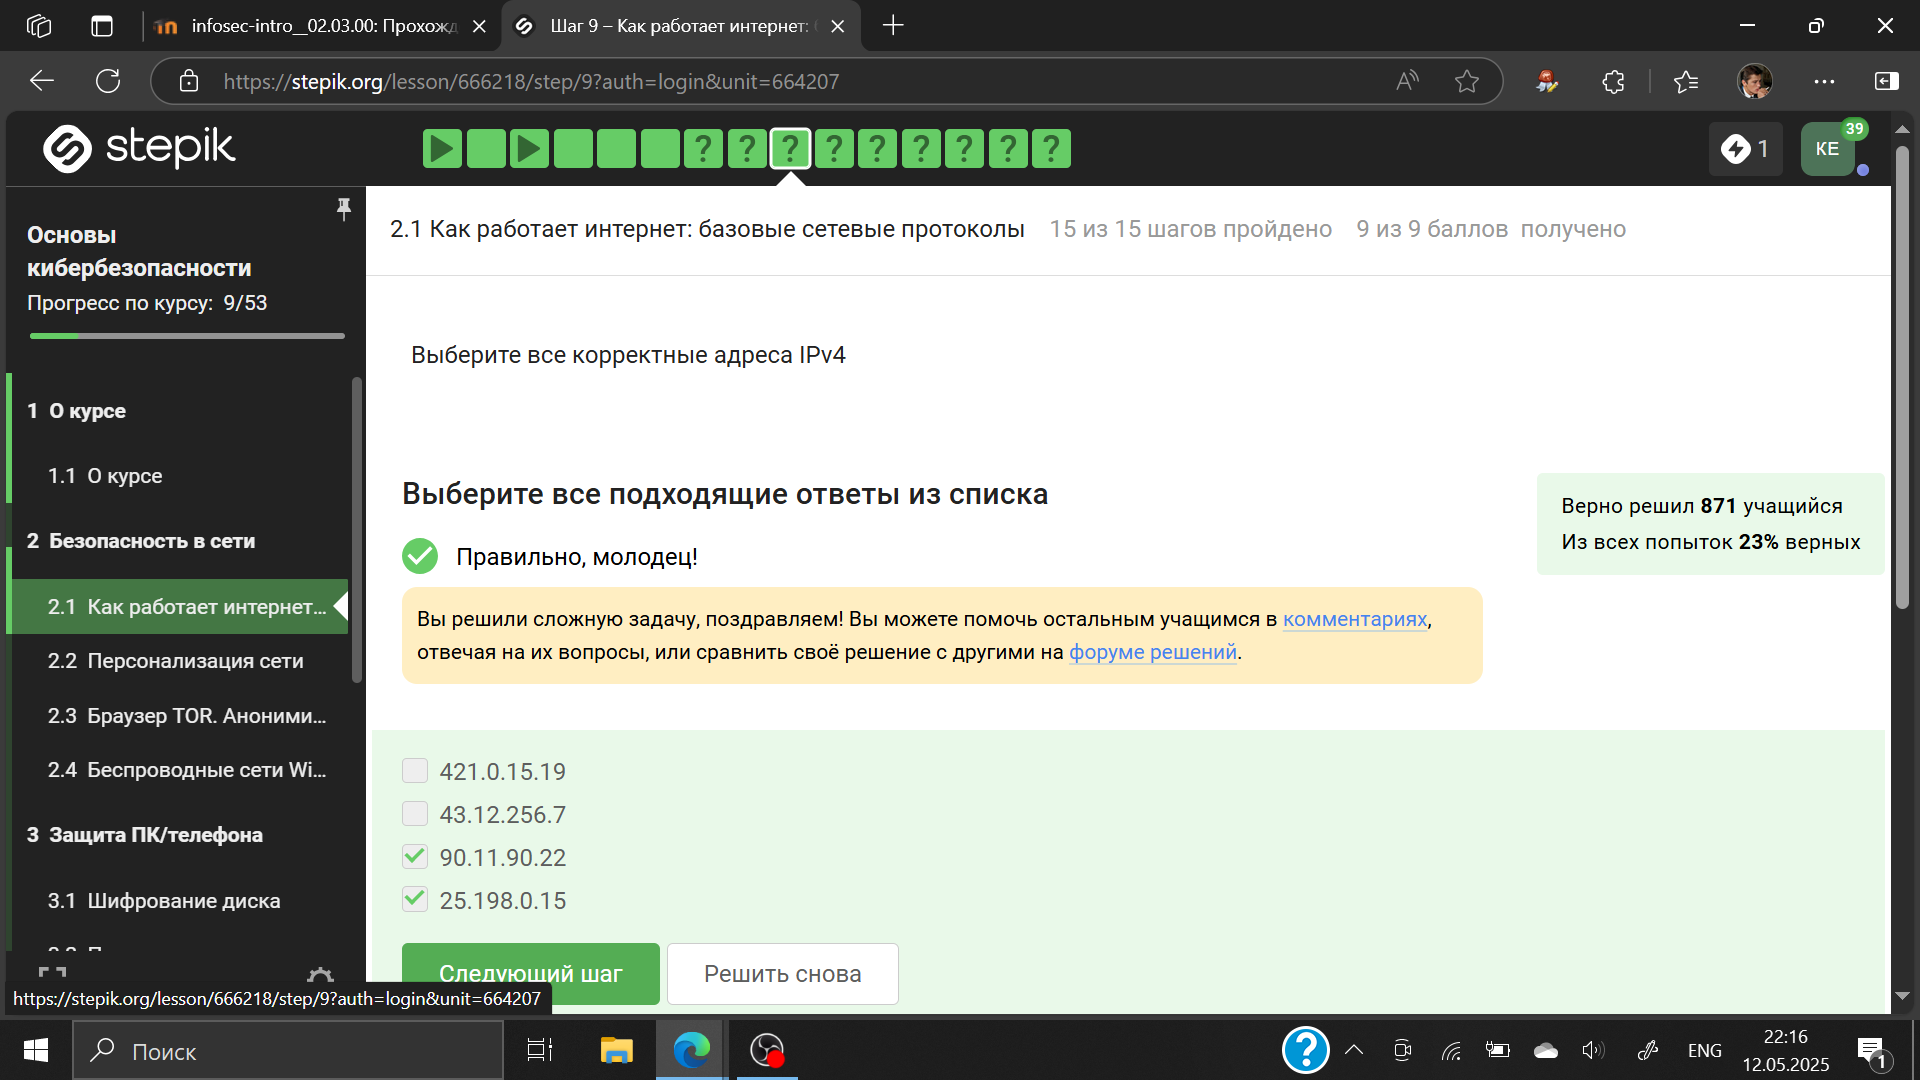 infosec-intro__02.03.00: Прохожд
Шаг 9 – Как работает интернет:
https://stepik.org/lesson/666218/step/9?auth=login&unit=664207
stepik
? ? ? ? ? ? ? ? ?
1
КЕ
39
Основы
кибербезопасности
Прогресс по курсу: 9/53
1 О курсе
1.1 О курсе
2 Безопасность в сети
2.1 Как работает интернет...
2.2 Персонализация сети
2.3 Браузер TOR. Аноними...
2.4 Беспроводные сети Wi...
3 Защита ПК/телефона
3.1 Шифрование диска
2.1 Как работает интернет: базовые сетевые протоколы 15 из 15 шагов пройдено 9 из 9 баллов получено
Выберите все корректные адреса IPv4
Выберите все подходящие ответы из списка
Правильно, молодец!
Вы решили сложную задачу, поздравляем! Вы можете помочь остальным учащимся в комментариях,
отвечая на их вопросы, или сравнить своё решение с другими на форуме решений.
Верно решил 871 учащийся
Из всех попыток 23% верных
421.0.15.19
43.12.256.7
90.11.90.22
25.198.0.15
Следующий шаг
Решить снова
https://stepik.org/lesson/666218/step/9?auth=login&unit=664207
Поиск
?
ENG
22:16
12.05.2025
1